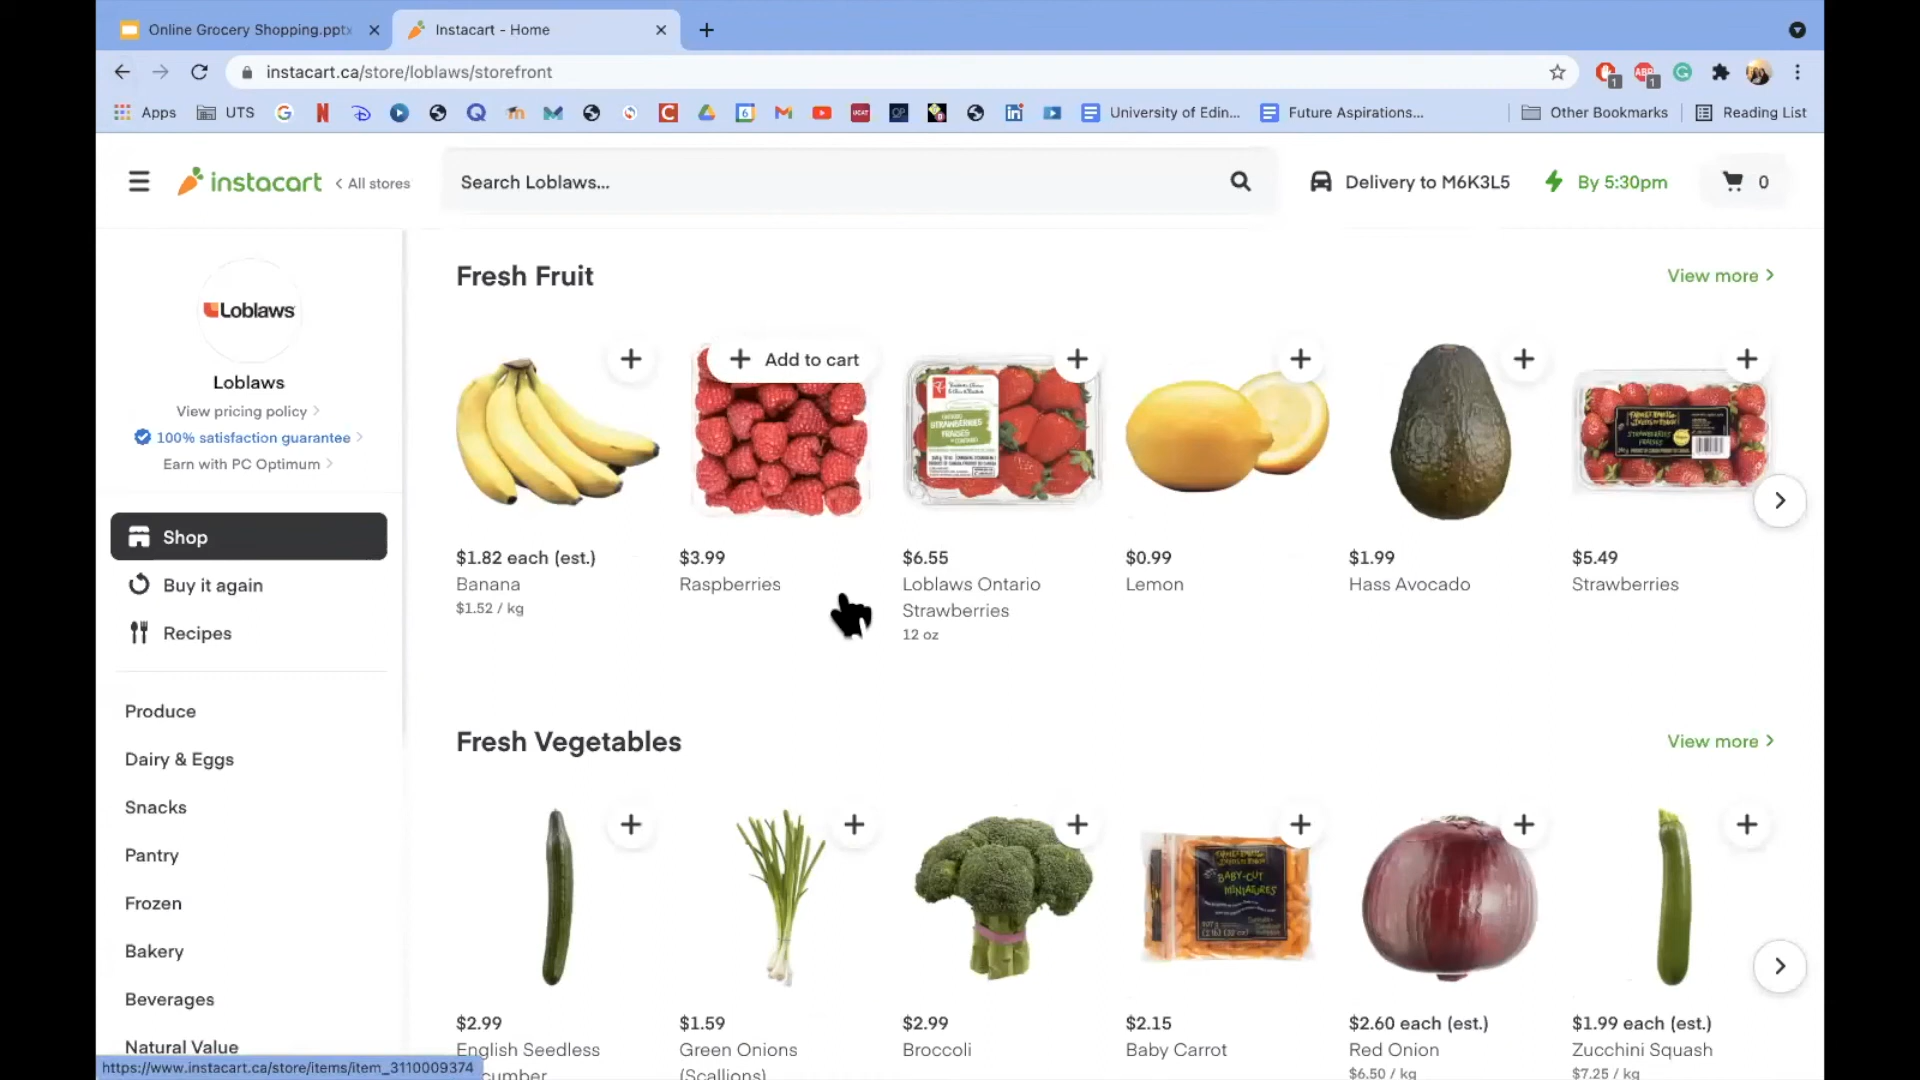 Online Grocery Shopping.pptx
Instacart - Home
instacart.ca/store/loblaws/storefront
Apps
UTS
University of Edin...
Future Aspirations...
Other Bookmarks
Reading List
instacart
All stores
Search Loblaws...
Delivery to M6K3L5
By 5:30pm
0
Loblaws
Loblaws
View pricing policy
100% satisfaction guarantee
Earn with PC Optimum
Shop
Buy it again
Recipes
Produce
Dairy & Eggs
Snacks
Pantry
Frozen
Bakery
Beverages
Natural Value
Fresh Fruit
View more
Add to cart
$1.82 each (est.)
Banana
$1.52 / kg
$3.99
Raspberries
$6.55
Loblaws Ontario
Strawberries
12 oz
$0.99
Lemon
$1.99
Hass Avocado
$5.49
Strawberries
Fresh Vegetables
View more
BABY-CUT
MINIATURES
$2.99
English Seedless
cumber
$1.59
Green Onions
(Scallions)
$2.99
Broccoli
$2.15
Baby Carrot
$2.60 each (est.)
Red Onion
$6.50 / kg
$1.99 each (est.)
Zucchini Squash
$7.25 / kg
https://www.instacart.ca/store/items/item_3110009374